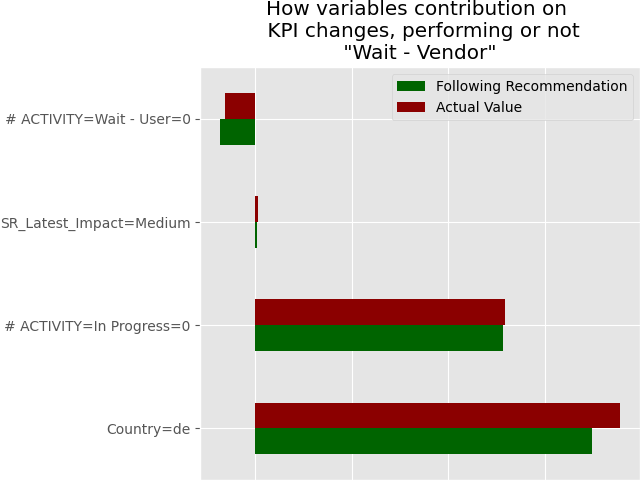 How variables contribution on
KPI changes, performing or not
"Wait - Vendor"
Following Recommendation
Actual Value
# ACTIVITY=Wait - User=0
SR_Latest_Impact=Medium
# ACTIVITY=In Progress=0
Country=de